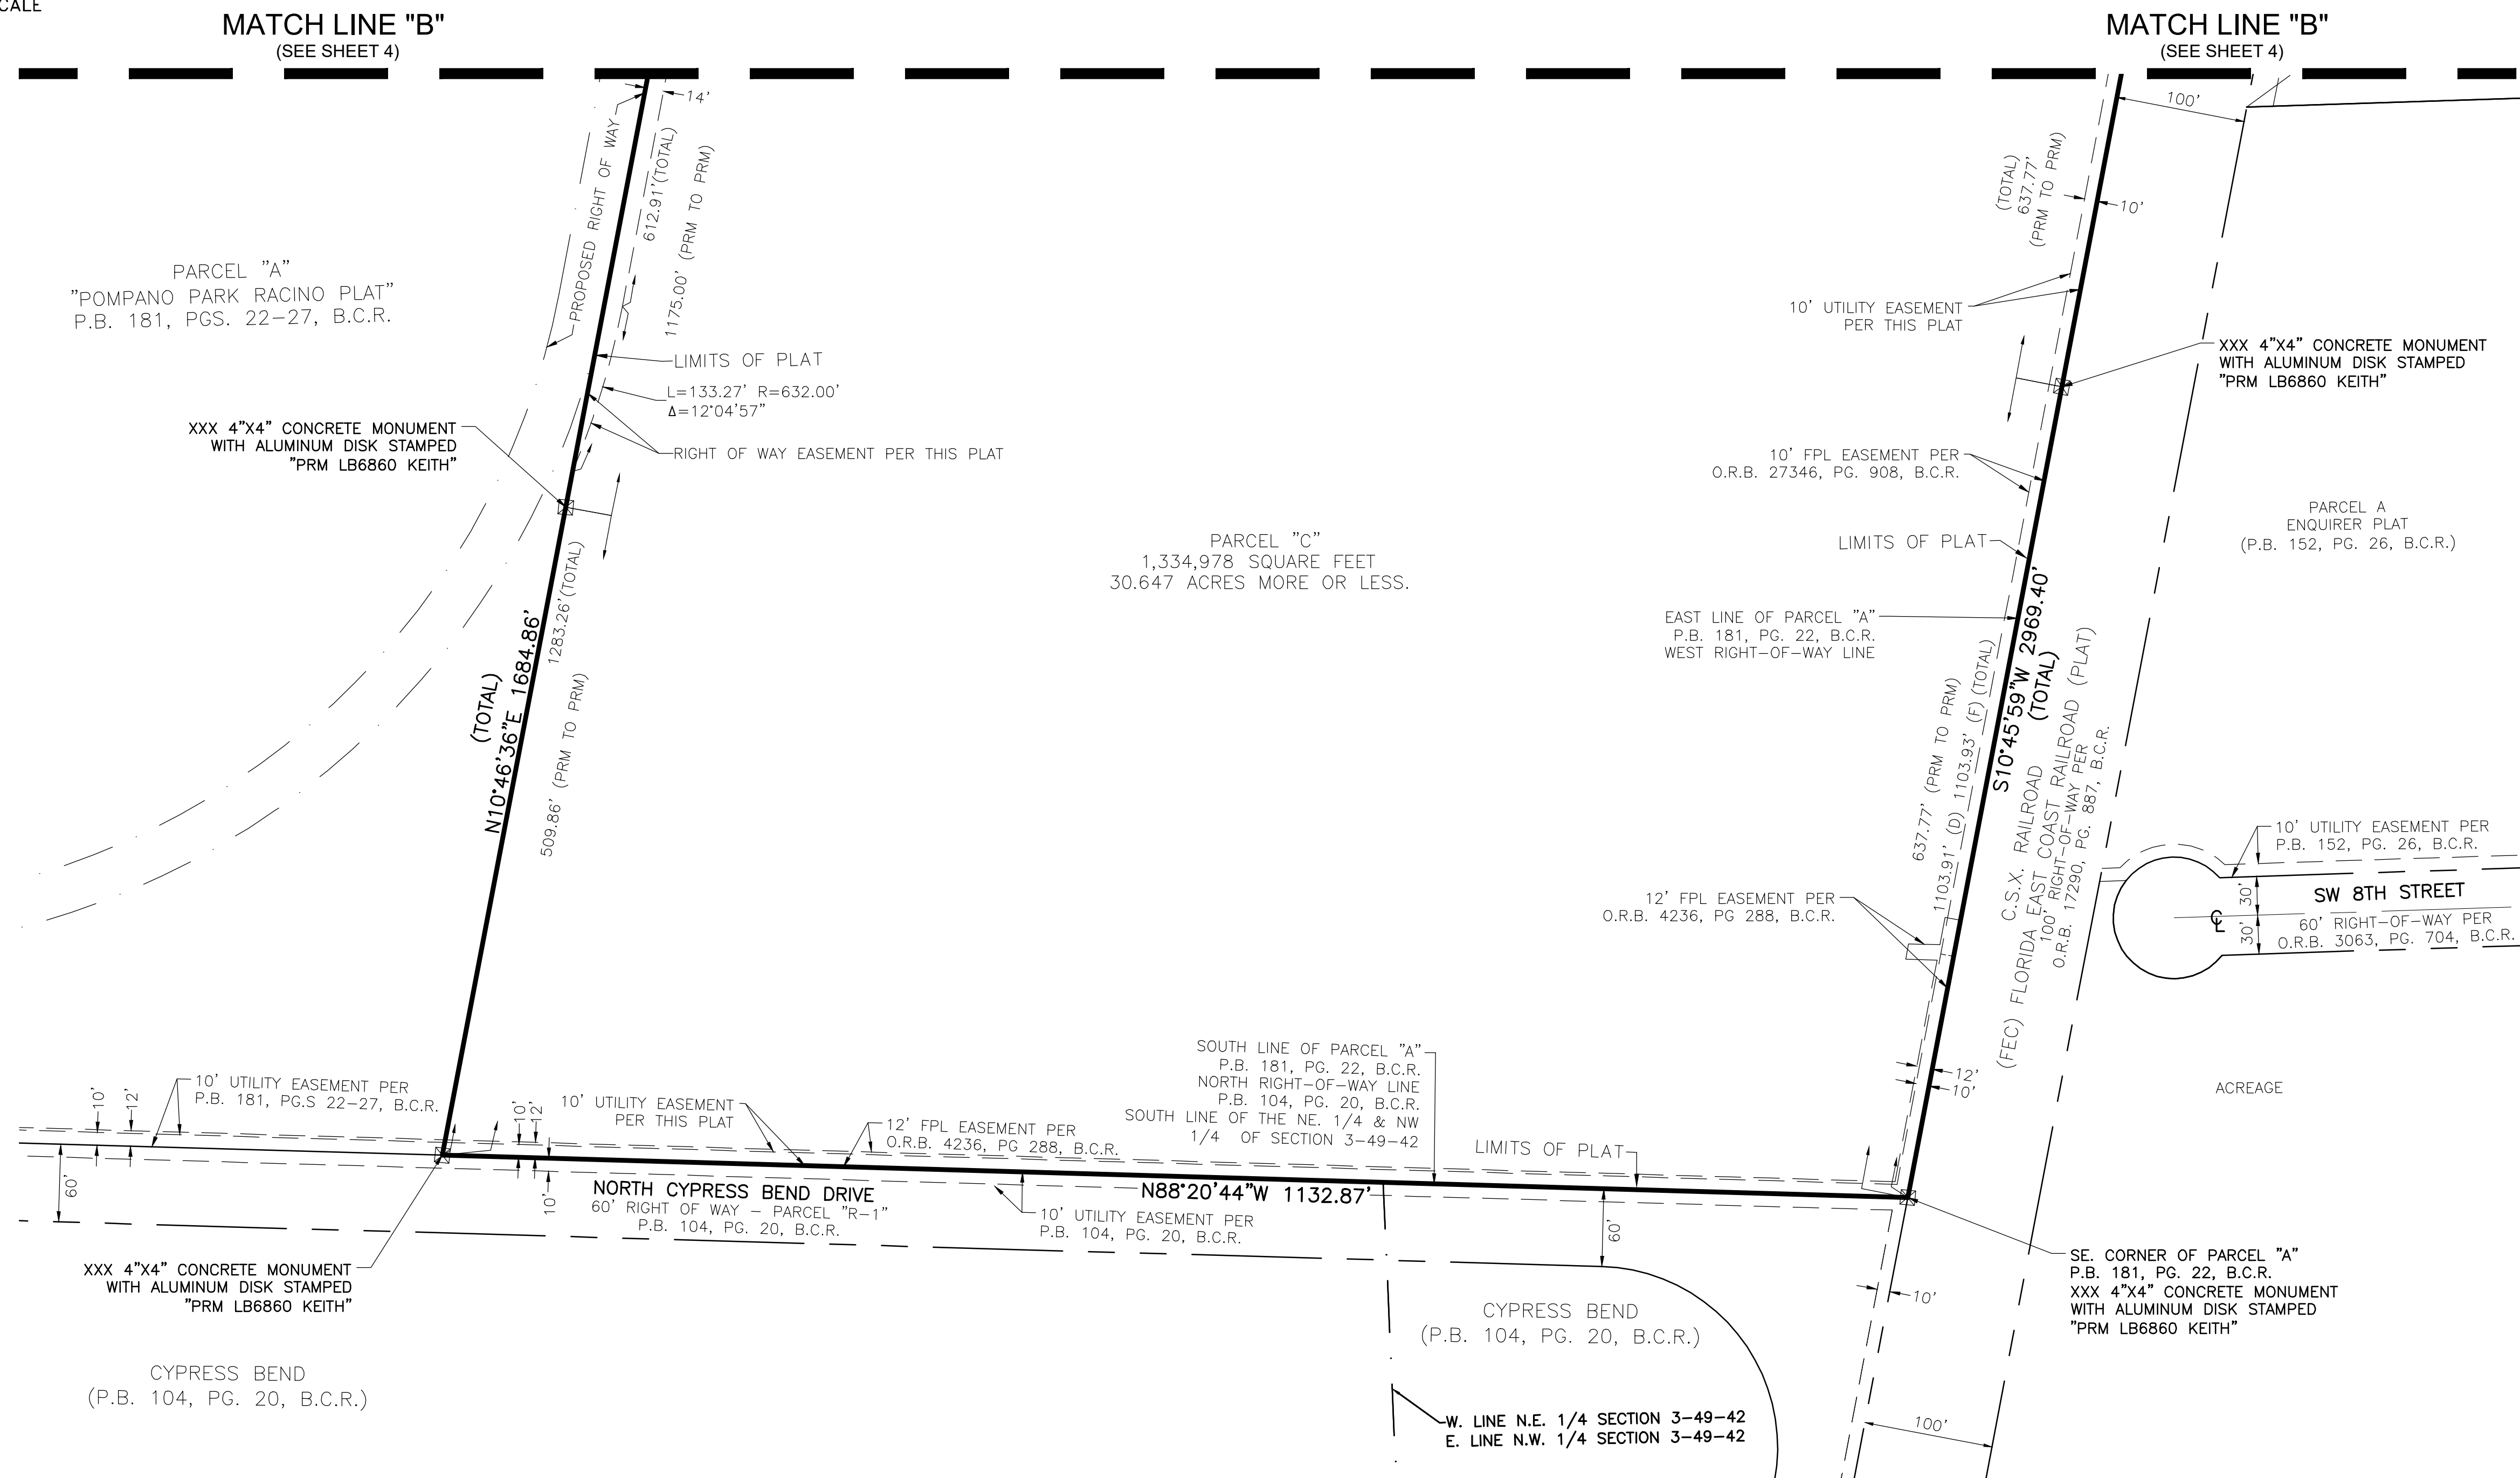 CALE
MATCH LINE "B"
(SEE SHEET 4)
MATCH LINE "B"
(SEE SHEET 4)
14'
PROPOSED RIGHT OF WAY
612.91'(TOTAL)
1175.00' (PRM TO PRM)
PARCEL "A"
"POMPANO PARK RACINO PLAT"
P.B. 181, PGS. 22-27, B.C.R.
LIMITS OF PLAT
L=133.27' R=632.00'
Δ=12°04'57"
XXX 4"X4" CONCRETE MONUMENT
WITH ALUMINUM DISK STAMPED
"PRM LB6860 KEITH"
RIGHT OF WAY EASEMENT PER THIS PLAT
(TOTAL)
N10°46'36"E 1684.86'
1283.26'(TOTAL)
509.86' (PRM TO PRM)
PARCEL "C"
1,334,978 SQUARE FEET
30.647 ACRES MORE OR LESS.
100'
(TOTAL)
637.77'
(PRM TO PRM)
10'
10' UTILITY EASEMENT
PER THIS PLAT
XXX 4"X4" CONCRETE MONUMENT
WITH ALUMINUM DISK STAMPED
"PRM LB6860 KEITH"
10' FPL EASEMENT PER
O.R.B. 27346, PG. 908, B.C.R.
LIMITS OF PLAT
PARCEL A
ENQUIRER PLAT
(P.B. 152, PG. 26, B.C.R.)
EAST LINE OF PARCEL "A"
P.B. 181, PG. 22, B.C.R.
WEST RIGHT-OF-WAY LINE
637.77' (PRM TO PRM)
1103.91' (D) 1103.93' (F) (TOTAL)
S10°45'59"W 2969.40'
(TOTAL)
C.S.X. RAILROAD
(FEC) FLORIDA EAST COAST RAILROAD (PLAT)
100' RIGHT-OF-WAY PER
O.R.B. 17290, PG. 887, B.C.R.
12' FPL EASEMENT PER
O.R.B. 4236, PG 288, B.C.R.
10' UTILITY EASEMENT PER
P.B. 152, PG. 26, B.C.R.
30'
SW 8TH STREET
℄
60' RIGHT-OF-WAY PER
30'
O.R.B. 3063, PG. 704, B.C.R.
12'
10'
ACREAGE
10'
12'
10' UTILITY EASEMENT PER
P.B. 181, PG.S 22-27, B.C.R.
60'
10'
12'
10'
10' UTILITY EASEMENT
PER THIS PLAT
12' FPL EASEMENT PER
O.R.B. 4236, PG 288, B.C.R.
SOUTH LINE OF PARCEL "A"
P.B. 181, PG. 22, B.C.R.
NORTH RIGHT-OF-WAY LINE
P.B. 104, PG. 20, B.C.R.
SOUTH LINE OF THE NE. 1/4 & NW
1/4 OF SECTION 3-49-42
LIMITS OF PLAT
NORTH CYPRESS BEND DRIVE
60' RIGHT OF WAY - PARCEL "R-1"
P.B. 104, PG. 20, B.C.R.
N88°20'44"W 1132.87'
10' UTILITY EASEMENT PER
P.B. 104, PG. 20, B.C.R.
60'
XXX 4"X4" CONCRETE MONUMENT
WITH ALUMINUM DISK STAMPED
"PRM LB6860 KEITH"
SE. CORNER OF PARCEL "A"
P.B. 181, PG. 22, B.C.R.
XXX 4"X4" CONCRETE MONUMENT
WITH ALUMINUM DISK STAMPED
"PRM LB6860 KEITH"
10'
CYPRESS BEND
(P.B. 104, PG. 20, B.C.R.)
CYPRESS BEND
(P.B. 104, PG. 20, B.C.R.)
W. LINE N.E. 1/4 SECTION 3-49-42
E. LINE N.W. 1/4 SECTION 3-49-42
100'